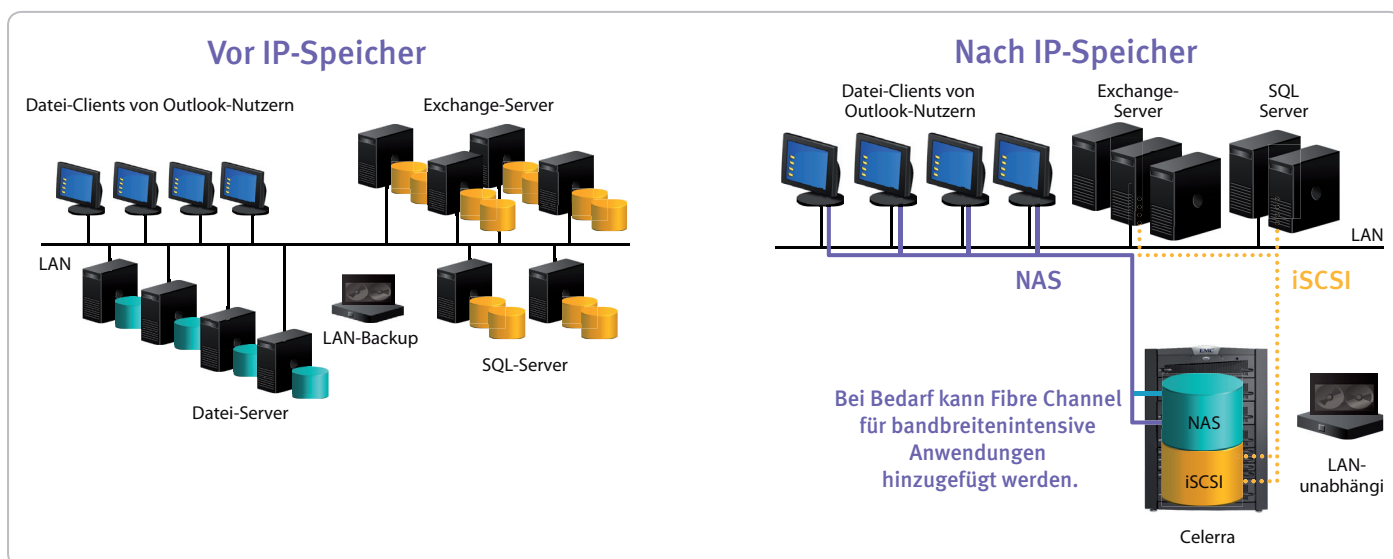 Vor IP-Speicher
Datei-Clients von Outlook-Nutzern
Exchange-Server
LAN
LAN-Backup
SQL-Server
Datei-Server
Nach IP-Speicher
Datei-Clients von
Outlook-Nutzern
Exchange-
Server
SQL
Server
LAN
NAS
iSCSI
Bei Bedarf kann Fibre Channel
für bandbreitenintensive
Anwendungen
hinzugefügt werden.
EMC
NAS
iSCSI
Celerra
LAN-
unabhängi